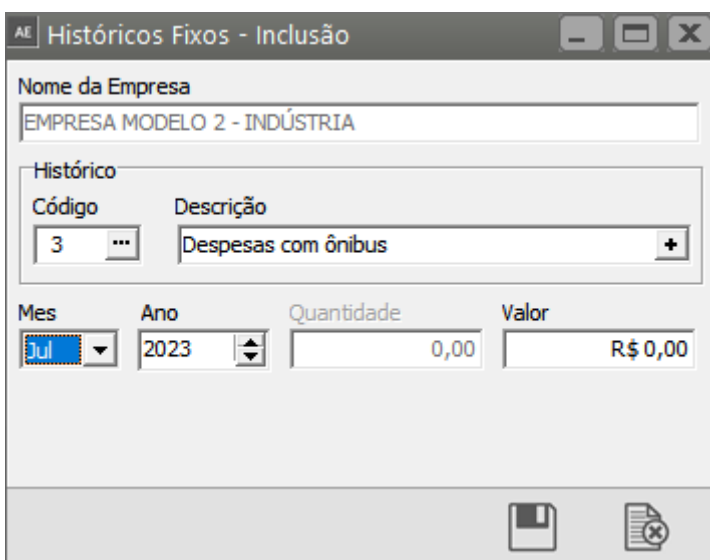 AE Históricos Fixos - Inclusão
Nome da Empresa
EMPRESA MODELO 2 - INDÚSTRIA
Histórico
Código Descrição
3 ... Despesas com ônibus +
Mes Ano Quantidade Valor
Jul 2023 0,00 R$ 0,00